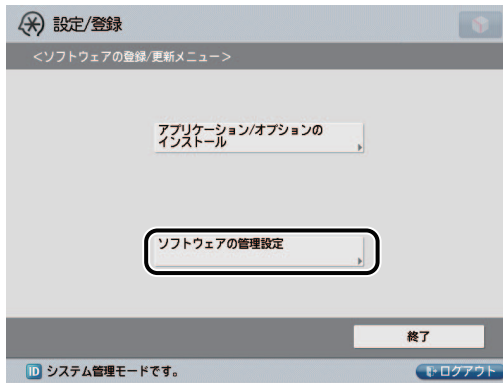 設定/登録
<ソフトウェアの登録/更新メニュー>
アプリケーション/オプションの
インストール
ソフトウェアの管理設定
終了
ID システム管理モードです。
ログアウト